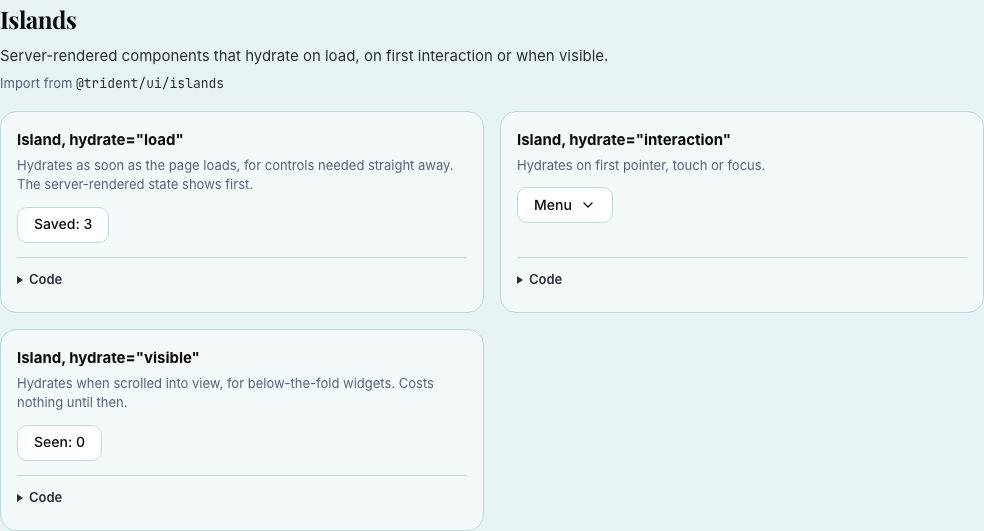 Islands
Server-rendered components that hydrate on load, on first interaction or when visible.
Import from @trident/ui/islands
Island, hydrate="load"
Hydrates as soon as the page loads, for controls needed straight away.
The server-rendered state shows first.
Saved: 3
Code
Island, hydrate="interaction"
Hydrates on first pointer, touch or focus.
Menu
Code
Island, hydrate="visible"
Hydrates when scrolled into view, for below-the-fold widgets. Costs
nothing until then.
Seen: 0
Code